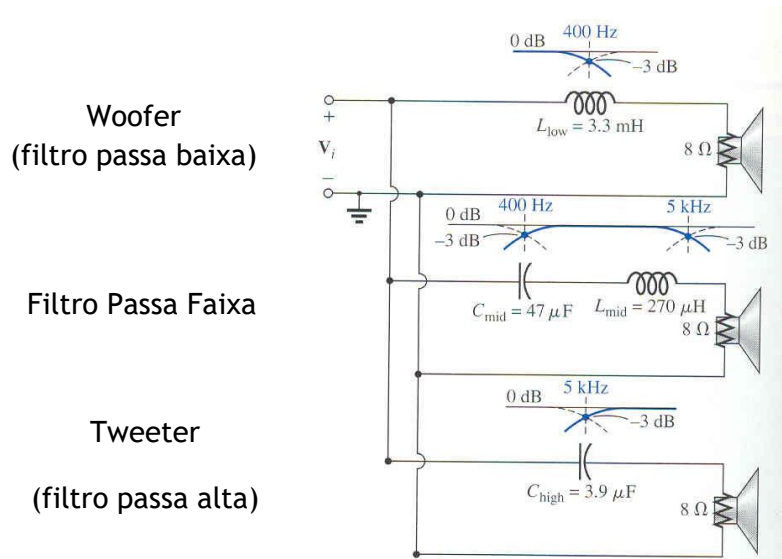 400 Hz
0 dB
−3 dB
Woofer
(filtro passa baixa)
+
V_i
−
L_low = 3.3 mH
8 Ω
400 Hz
5 kHz
0 dB
−3 dB
−3 dB
Filtro Passa Faixa
C_mid = 47 μF
L_mid = 270 μH
8 Ω
5 kHz
0 dB
−3 dB
Tweeter
(filtro passa alta)
C_high = 3.9 μF
8 Ω